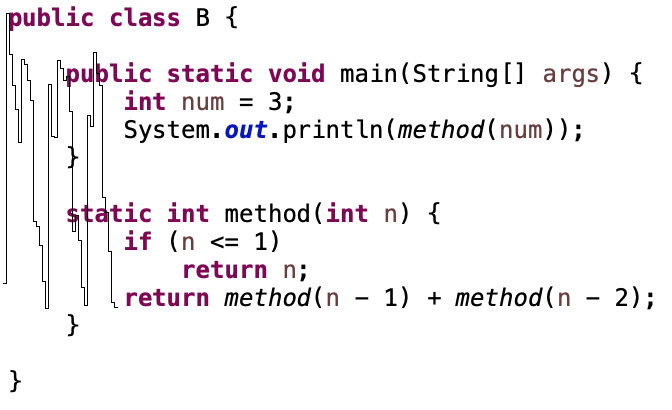 public class B {
public static void main(String[] args) {
int num = 3;
System.out.println(method(num));
}
static int method(int n) {
if (n <= 1)
return n;
return method(n - 1) + method(n - 2);
}
}